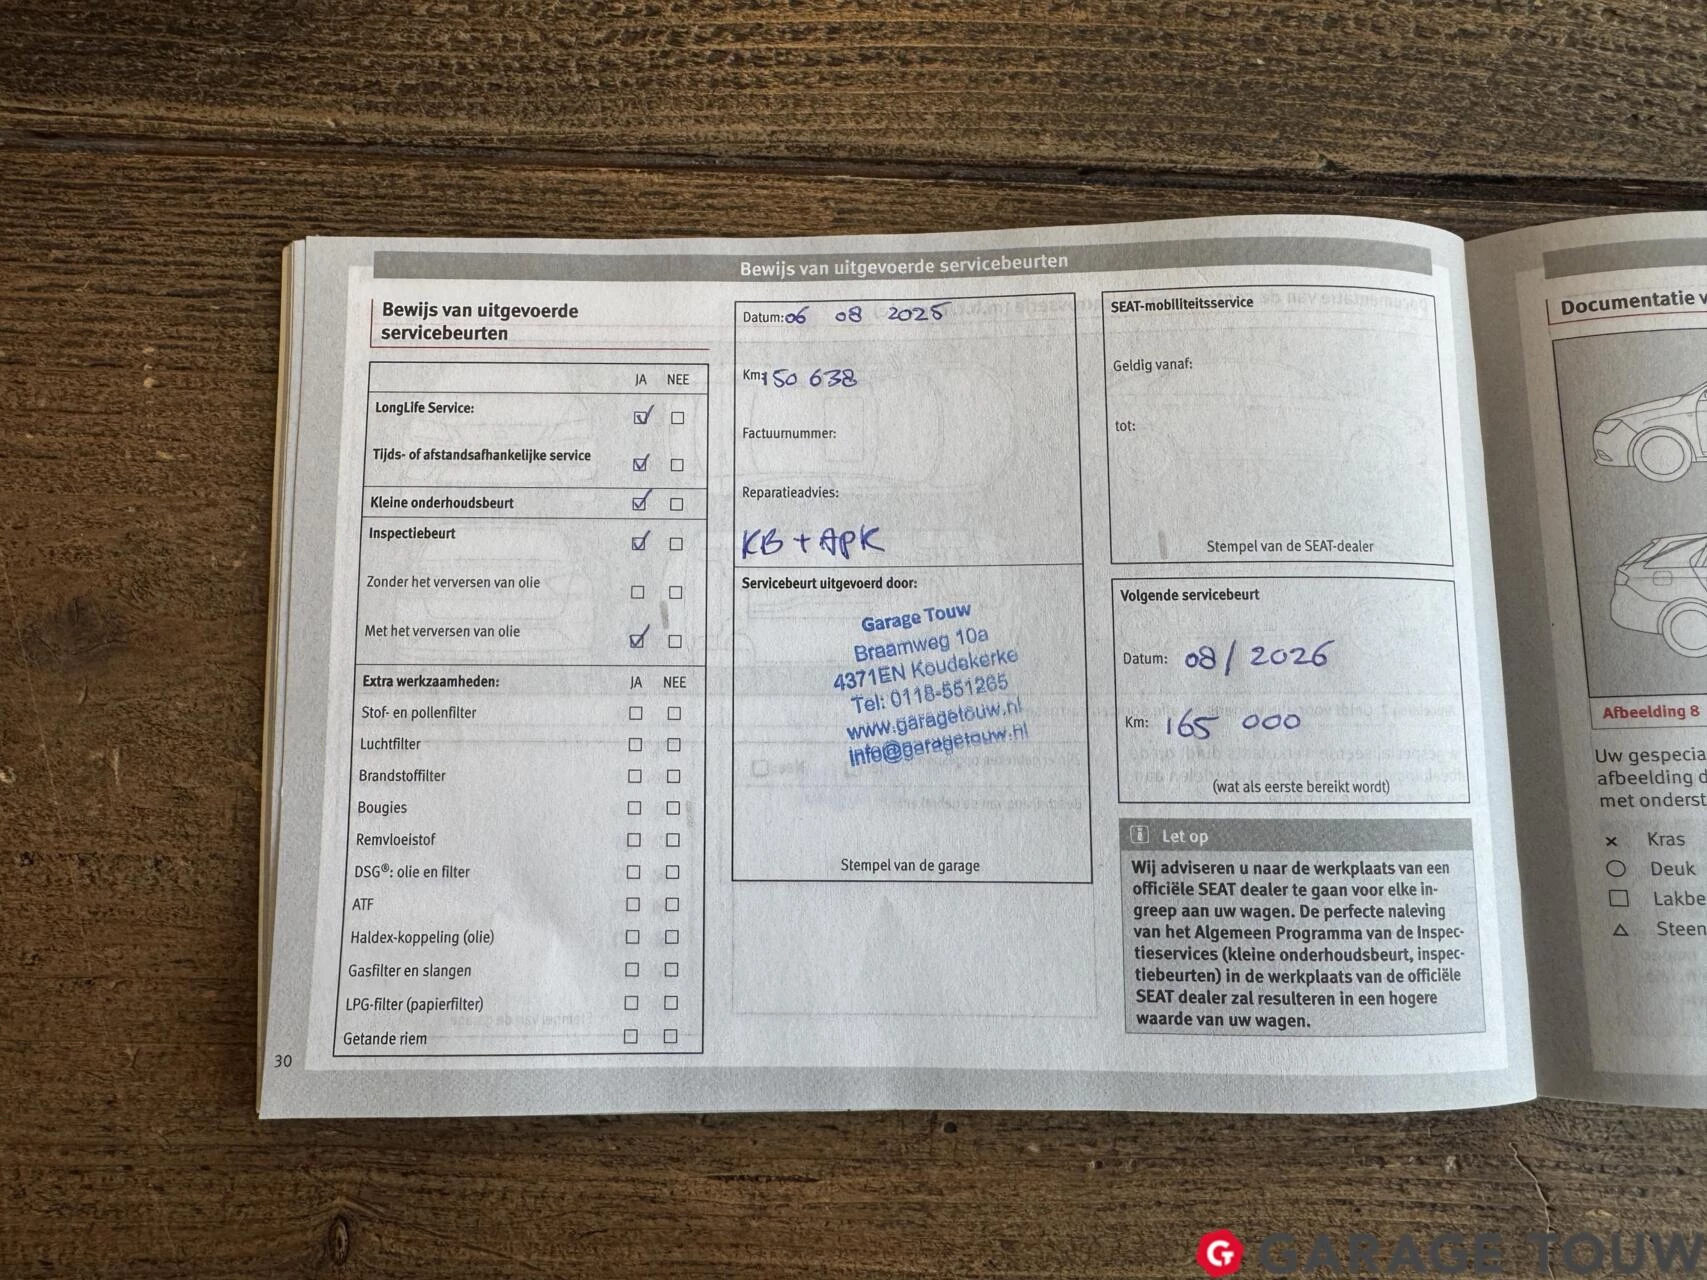 Bewijs van uitgevoerde servicebeurten
Bewijs van uitgevoerde
servicebeurten
JA NEE
LongLife Service:
Tijds- of afstandsafhankelijke service
Kleine onderhoudsbeurt
Inspectiebeurt
Zonder het verversen van olie
Met het verversen van olie
Extra werkzaamheden: JA NEE
Stof- en pollenfilter
Luchtfilter
Brandstoffilter
Bougies
Remvloeistof
DSG®: olie en filter
ATF
Haldex-koppeling (olie)
Gasfilter en slangen
LPG-filter (papierfilter)
Getande riem
30
Datum: 06 08 2025
Km: 150 638
Factuurnummer:
Reparatieadvies:
KB + APK
Servicebeurt uitgevoerd door:
Garage Touw
Braamweg 10a
4371EN Koudekerke
Tel: 0118-551265
www.garagetouw.nl
info@garagetouw.nl
Stempel van de garage
SEAT-mobiliteitsservice
Geldig vanaf:
tot:
Stempel van de SEAT-dealer
Volgende servicebeurt
Datum: 08/2026
Km: 165 000
(wat als eerste bereikt wordt)
Let op
Wij adviseren u naar de werkplaats van een
officiële SEAT dealer te gaan voor elke in-
greep aan uw wagen. De perfecte naleving
van het Algemeen Programma van de Inspec-
tieservices (kleine onderhoudsbeurt, inspec-
tiebeurten) in de werkplaats van de officiële
SEAT dealer zal resulteren in een hogere
waarde van uw wagen.
Documentatie v
Afbeelding 8
Uw gespecia
afbeelding d
met onderst
Kras
Deuk
Lakbe
Steen
G GARAGE TOUW